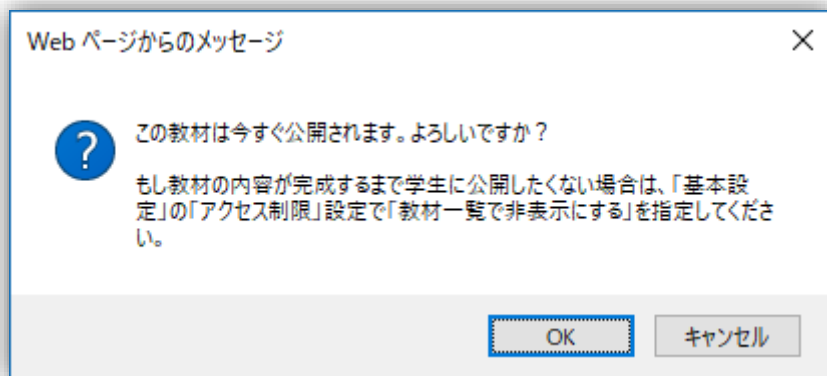 Web ページからのメッセージ
この教材は今すぐ公開されます。よろしいですか？
もし教材の内容が完成するまで学生に公開したくない場合は、「基本設
定」の「アクセス制限」設定で「教材一覧で非表示にする」を指定してくださ
い。
OK
キャンセル